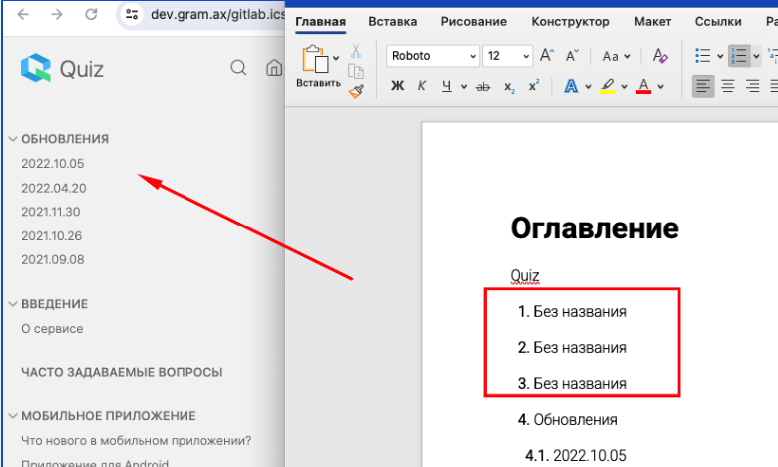 dev.gram.ax/gitlab.ics
Quiz
ОБНОВЛЕНИЯ
2022.10.05
2022.04.20
2021.11.30
2021.10.26
2021.09.08
ВВЕДЕНИЕ
О сервисе
ЧАСТО ЗАДАВАЕМЫЕ ВОПРОСЫ
МОБИЛЬНОЕ ПРИЛОЖЕНИЕ
Что нового в мобильном приложении?
Приложение для Android
Главная Вставка Рисование Конструктор Макет Ссылки Ра
Вставить
Roboto 12 A A Aa A
Ж К Ч ab x₂ x² A A
Оглавление
Quiz
1. Без названия
2. Без названия
3. Без названия
4. Обновления
4.1. 2022.10.05